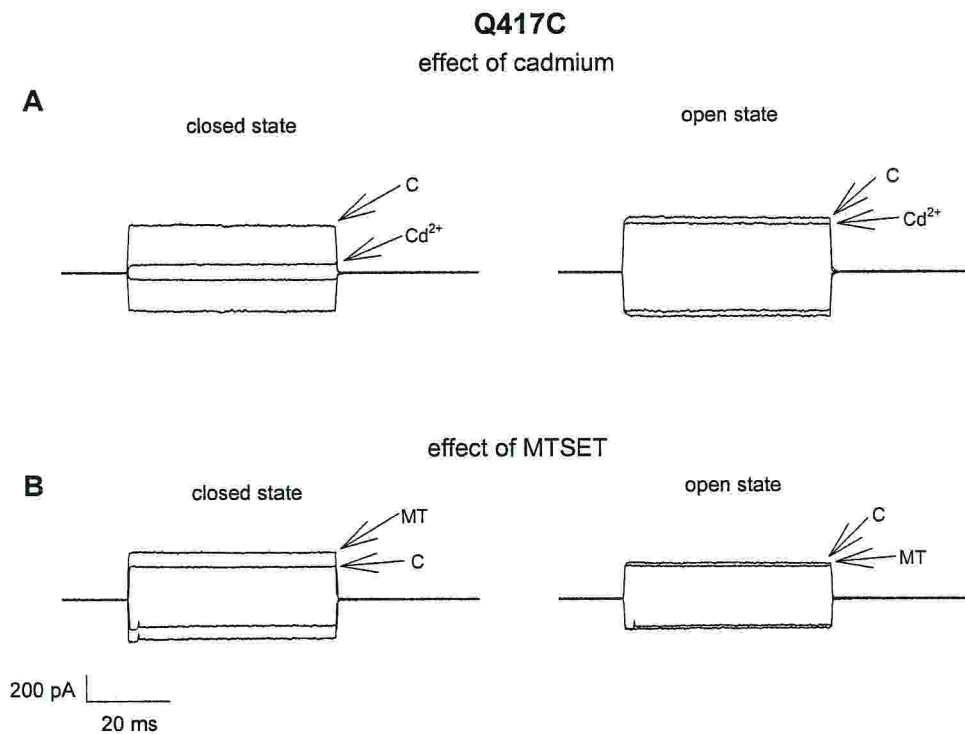 Q417C
effect of cadmium
A
closed state
open state
C
Cd²⁺
C
Cd²⁺
effect of MTSET
B
closed state
open state
MT
C
C
MT
200 pA
20 ms